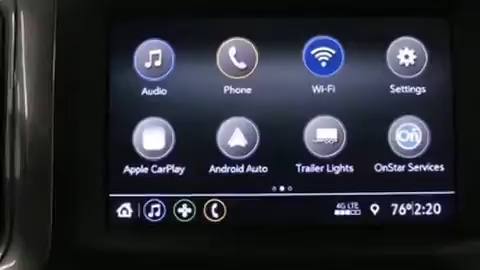 Audio Phone Wi-Fi Settings
Apple CarPlay Android Auto Trailer Lights OnStar Services
4G LTE 76° 2:20